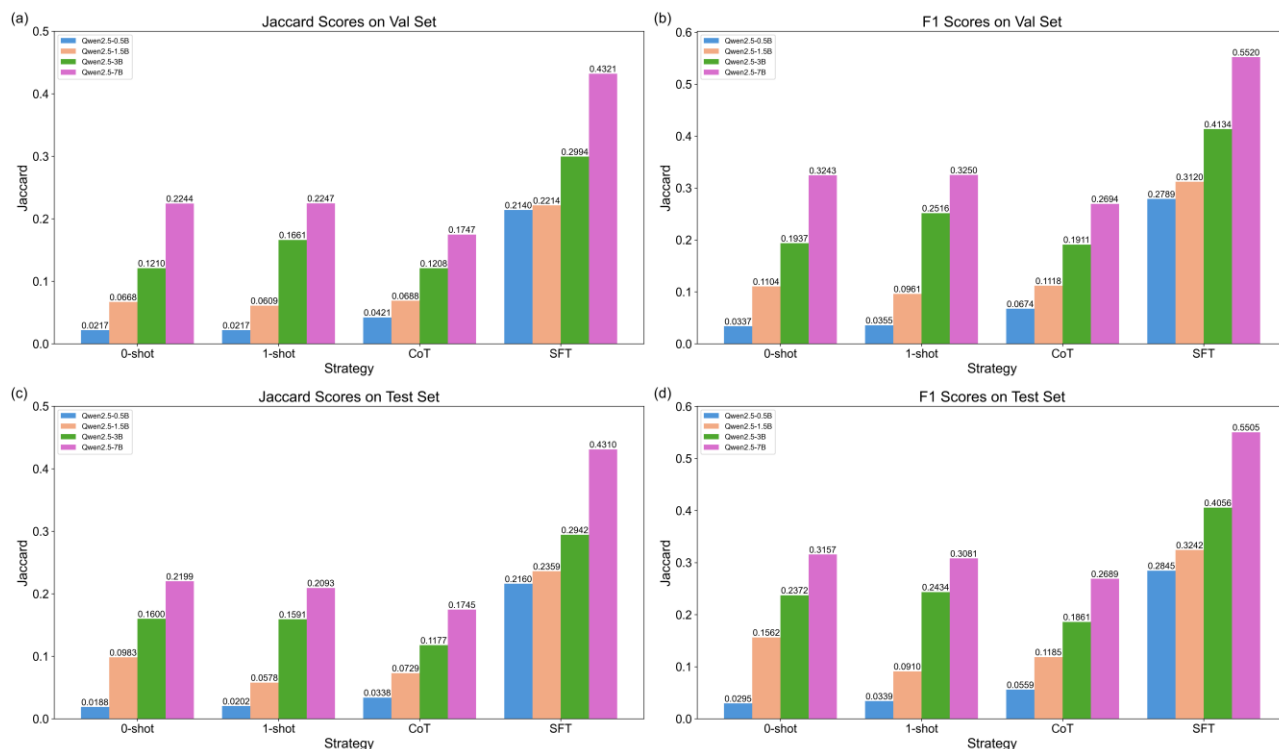 (a)
Jaccard Scores on Val Set
Jaccard
0.5
0.4
0.3
0.2
0.1
0.0
Qwen2.5-0.5B
Qwen2.5-1.5B
Qwen2.5-3B
Qwen2.5-7B
0.0217 0.0668 0.1210 0.2244
0.0217 0.0609 0.1661 0.2247
0.0421 0.0688 0.1208 0.1747
0.2140 0.2214 0.2994 0.4321
0-shot 1-shot CoT SFT
Strategy
(b)
F1 Scores on Val Set
Jaccard
0.6
0.5
0.4
0.3
0.2
0.1
0.0
Qwen2.5-0.5B
Qwen2.5-1.5B
Qwen2.5-3B
Qwen2.5-7B
0.0337 0.1104 0.1937 0.3243
0.0355 0.0961 0.2516 0.3250
0.0674 0.1118 0.1911 0.2694
0.2789 0.3120 0.4134 0.5520
0-shot 1-shot CoT SFT
Strategy
(c)
Jaccard Scores on Test Set
Jaccard
0.5
0.4
0.3
0.2
0.1
0.0
Qwen2.5-0.5B
Qwen2.5-1.5B
Qwen2.5-3B
Qwen2.5-7B
0.0188 0.0983 0.1600 0.2199
0.0202 0.0578 0.1591 0.2093
0.0338 0.0729 0.1177 0.1745
0.2160 0.2359 0.2942 0.4310
0-shot 1-shot CoT SFT
Strategy
(d)
F1 Scores on Test Set
Jaccard
0.6
0.5
0.4
0.3
0.2
0.1
0.0
Qwen2.5-0.5B
Qwen2.5-1.5B
Qwen2.5-3B
Qwen2.5-7B
0.0295 0.1562 0.2372 0.3157
0.0339 0.0910 0.2434 0.3081
0.0559 0.1185 0.1861 0.2689
0.2845 0.3242 0.4056 0.5505
0-shot 1-shot CoT SFT
Strategy